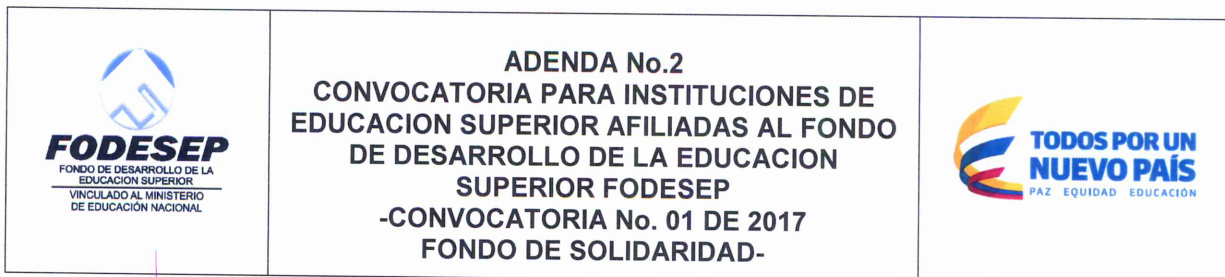 FODESEP
FONDO DE DESARROLLO DE LA
EDUCACION SUPERIOR
VINCULADO AL MINISTERIO
DE EDUCACIÓN NACIONAL
ADENDA No.2
CONVOCATORIA PARA INSTITUCIONES DE
EDUCACION SUPERIOR AFILIADAS AL FONDO
DE DESARROLLO DE LA EDUCACION
SUPERIOR FODESEP
-CONVOCATORIA No. 01 DE 2017
FONDO DE SOLIDARIDAD-
TODOS POR UN
NUEVO PAÍS
PAZ EQUIDAD EDUCACIÓN